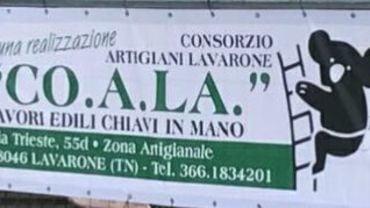 una realizzazione
CONSORZIO
ARTIGIANI LAVARONE
"CO.A.LA."
AVORI EDILI CHIAVI IN MANO
ia Trieste, 55d • Zona Artigianale
8046 LAVARONE (TN) - Tel. 366.1834201